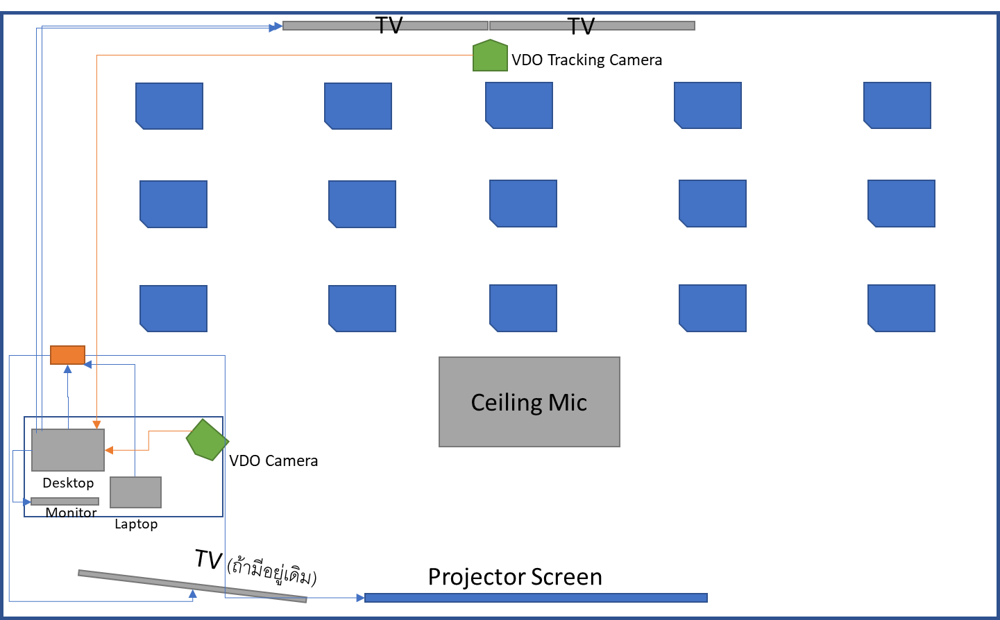 TV
TV
VDO Tracking Camera
Ceiling Mic
VDO Camera
Desktop
Monitor
Laptop
TV (ถ้ามีอยู่เดิม)
Projector Screen